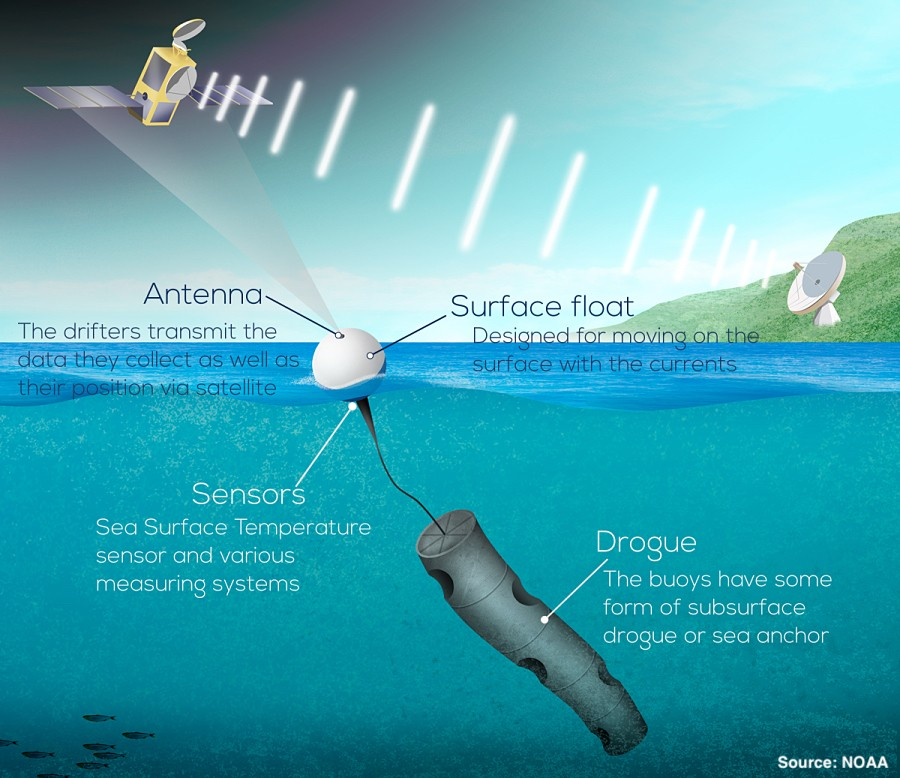 Antenna
The drifters transmit the
data they collect as well as
their position via satellite
Surface float
Designed for moving on the
surface with the currents
Sensors
Sea Surface Temperature
sensor and various
measuring systems
Drogue
The buoys have some
form of subsurface
drogue or sea anchor
Source: NOAA